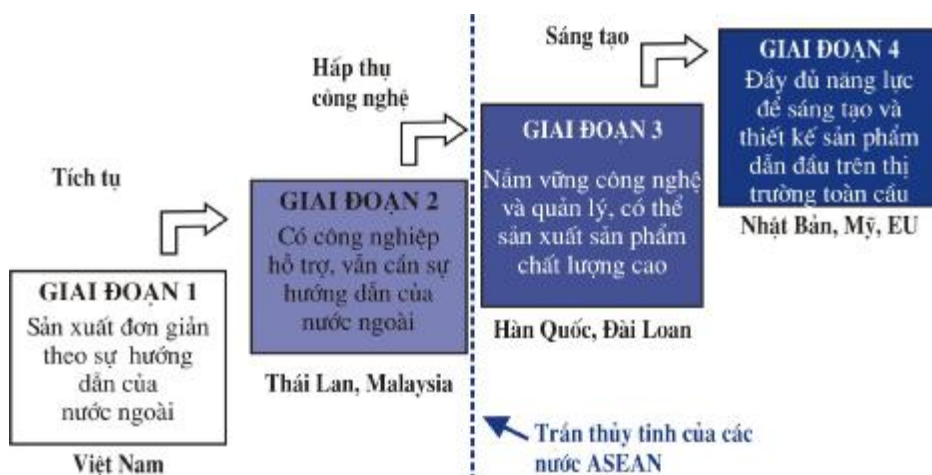 Tích tụ
GIAI ĐOẠN 1
Sản xuất đơn giản
theo sự hướng
dẫn của
nước ngoài
Việt Nam
Hấp thụ
công nghệ
GIAI ĐOẠN 2
Có công nghiệp
hỗ trợ, vẫn cần sự
hướng dẫn của
nước ngoài
Thái Lan, Malaysia
Sáng tạo
GIAI ĐOẠN 3
Nắm vững công nghệ
và quản lý, có thể
sản xuất sản phẩm
chất lượng cao
Hàn Quốc, Đài Loan
GIAI ĐOẠN 4
Đầy đủ năng lực
để sáng tạo và
thiết kế sản phẩm
dẫn đầu trên thị
trường toàn cầu
Nhật Bản, Mỹ, EU
Trần thủy tinh của các
nước ASEAN